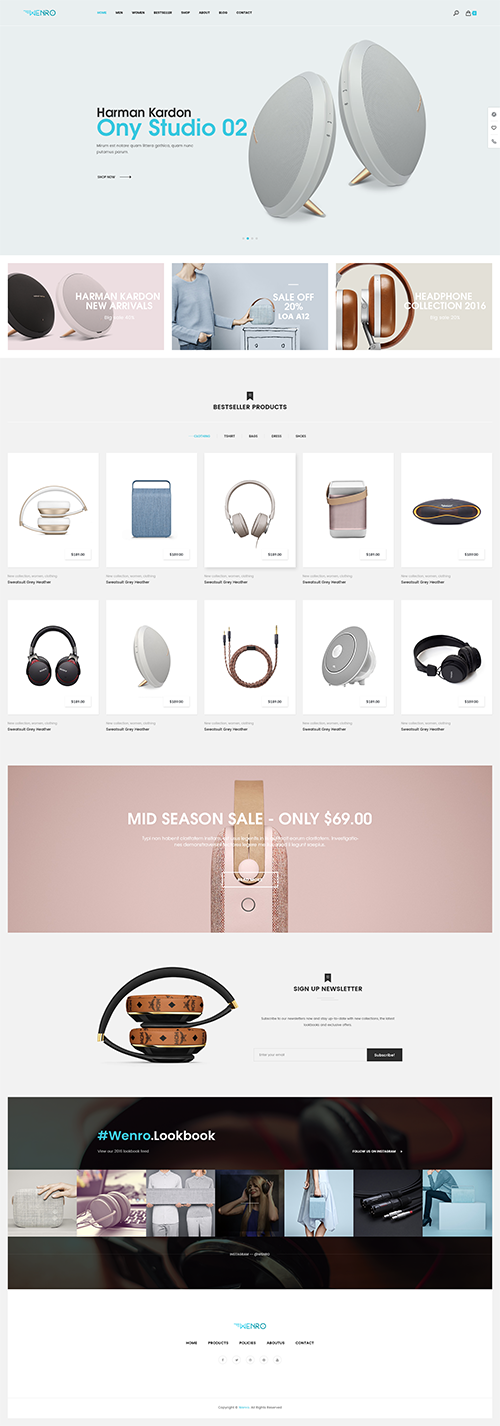 WENRO
HOME MEN WOMEN BESTSELLER SHOP ABOUT BLOG CONTACT
Harman Kardon
Ony Studio 02
Mirum est notare quam littera gothica, quam nunc
putamus parum
SHOP NOW
HARMAN KARDON
NEW ARRIVALS
SALE OFF
20%
LOA A12
HEADPHONE
COLLECTION 2016
BESTSELLER PRODUCTS
TSHIRT BAGS DRESS SHOES
$189.00 $189.00 $189.00 $189.00 $189.00
New collection, women, clothing New collection, women, clothing New collection, women, clothing New collection, women, clothing New collection, women, clothing
Sweatsuit Grey Heather Sweatsuit Grey Heather Sweatsuit Grey Heather Sweatsuit Grey Heather Sweatsuit Grey Heather
$189.00 $189.00 $189.00 $189.00 $189.00
New collection, women, clothing New collection, women, clothing New collection, women, clothing New collection, women, clothing New collection, women, clothing
Sweatsuit Grey Heather Sweatsuit Grey Heather Sweatsuit Grey Heather Sweatsuit Grey Heather Sweatsuit Grey Heather
MID SEASON SALE - ONLY $69.00
SIGN UP NEWSLETTER
Subscribe to our newsletters now and stay up-to-date with new collections, the latest
lookbooks and exclusive offers.
Enter your email
Subscribe!
#Wenro.Lookbook
View our 2016 lookbook feed
FOLLOW US ON INSTAGRAM
INSTAGRAM -- @WENRO
WENRO
HOME PRODUCTS POLICIES ABOUTUS CONTACT
Copyright © Wenro. All Rights Reserved.